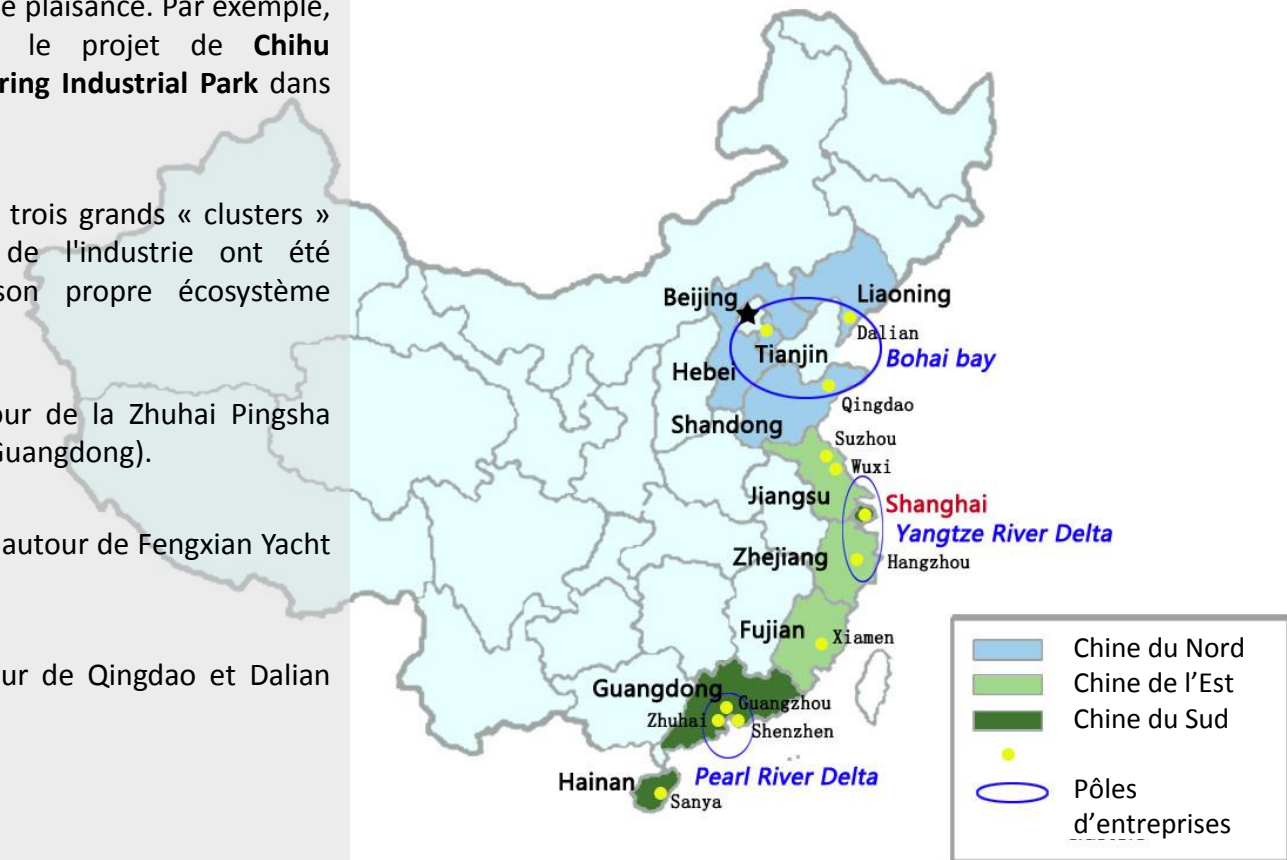 e plaisance. Par exemple,
le projet de Chihu
ring Industrial Park dans
trois grands « clusters »
de l'industrie ont été
son propre écosystème
our de la Zhuhai Pingsha
Guangdong).
autour de Fengxian Yacht
ur de Qingdao et Dalian
Beijing
Liaoning
Dalian
Tianjin
Bohai bay
Hebei
Qingdao
Shandong
Suzhou
Wuxi
Jiangsu
Shanghai
Yangtze River Delta
Zhejiang
Hangzhou
Fujian
Xiamen
Guangdong
Guangzhou
Zhuhai
Shenzhen
Pearl River Delta
Hainan
Sanya
Chine du Nord
Chine de l'Est
Chine du Sud
Pôles
d'entreprises